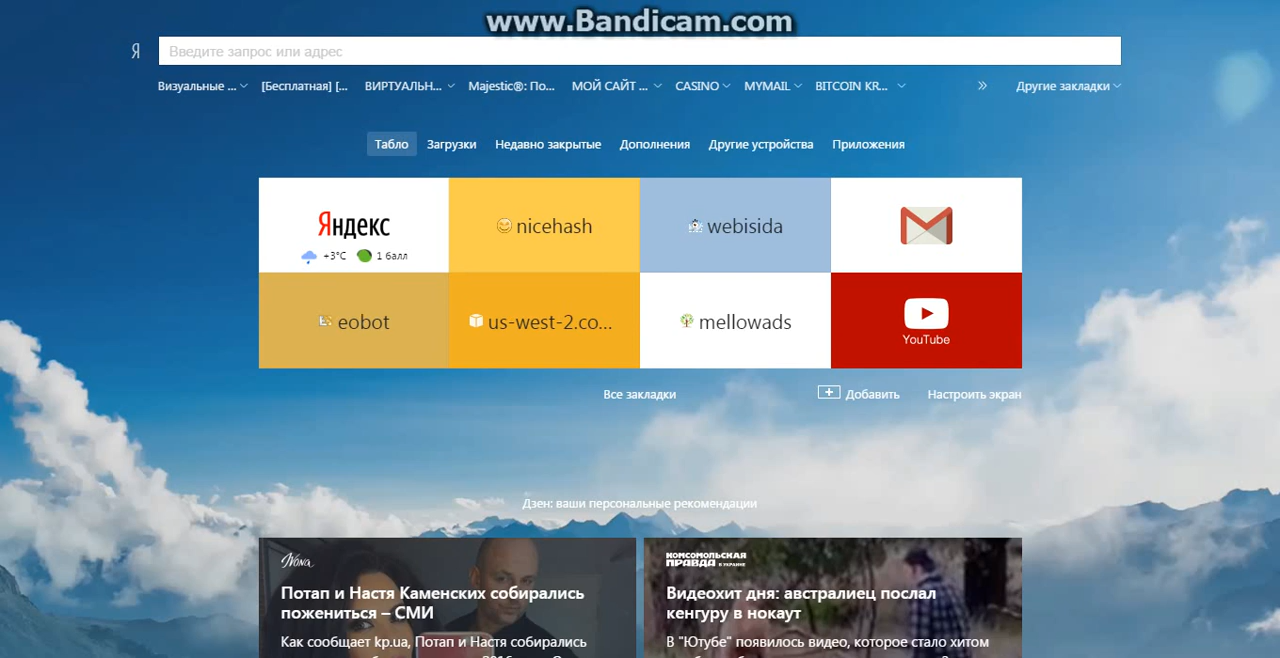 www.Bandicam.com
Я Введите запрос или адрес
Визуальные ... [Бесплатная] [... ВИРТУАЛЬН... Majestic®: По... МОЙ САЙТ ... CASINO MYMAIL BITCOIN KR... » Другие закладки
Табло Загрузки Недавно закрытые Дополнения Другие устройства Приложения
Яндекс nicehash webisida
+3°C 1 балл
eobot us-west-2.co... mellowads YouTube
Все закладки Добавить Настроить экран
Дзен: ваши персональные рекомендации
Wona
Потап и Настя Каменских собирались
пожениться – СМИ
Как сообщает kp.ua, Потап и Настя собирались
КОМСОМОЛЬСКАЯ
ПРАВДА В УКРАИНЕ
Видеохит дня: австралиец послал
кенгуру в нокаут
В "Ютубе" появилось видео, которое стало хитом